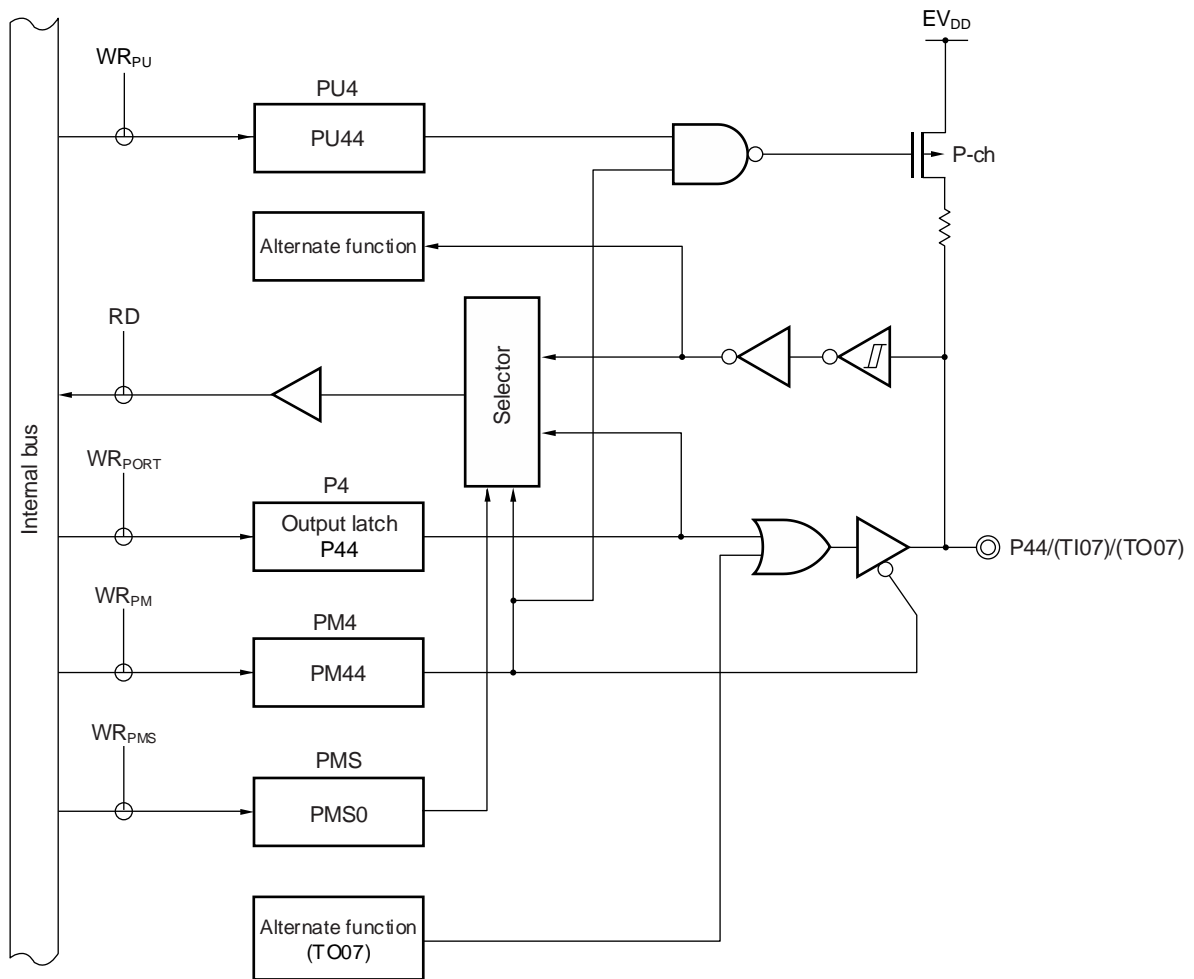 EVDD
WRPU
PU4
PU44
P-ch
Alternate function
RD
Selector
Internal bus
WRPORT
P4
Output latch
P44
P44/(TI07)/(TO07)
WRPM
PM4
PM44
WRPMS
PMS
PMS0
Alternate function
(TO07)